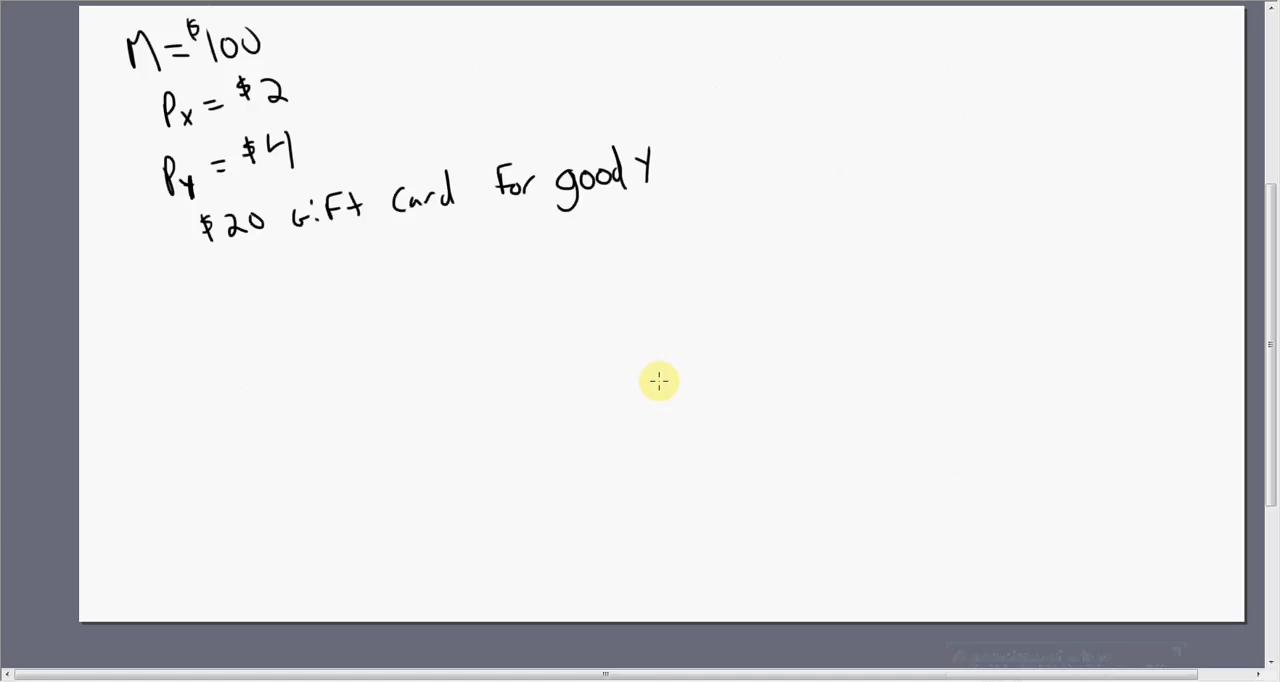 M = $100
Px = $2
Py = $4
$20 Gift Card For good Y